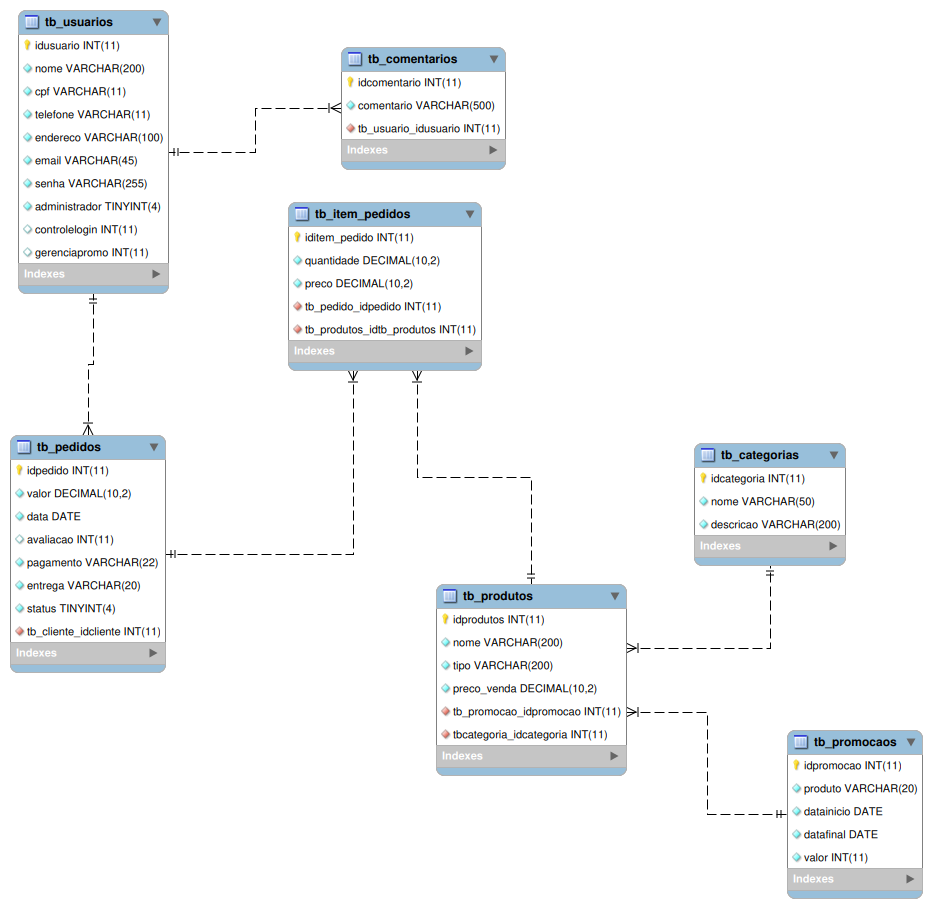 tb_usuarios
idusuario INT(11)
nome VARCHAR(200)
cpf VARCHAR(11)
telefone VARCHAR(11)
endereco VARCHAR(100)
email VARCHAR(45)
senha VARCHAR(255)
administrador TINYINT(4)
controlelogin INT(11)
gerenciapromo INT(11)
Indexes
tb_comentarios
idcomentario INT(11)
comentario VARCHAR(500)
tb_usuario_idusuario INT(11)
Indexes
tb_item_pedidos
iditem_pedido INT(11)
quantidade DECIMAL(10,2)
preco DECIMAL(10,2)
tb_pedido_idpedido INT(11)
tb_produtos_idtb_produtos INT(11)
Indexes
tb_pedidos
idpedido INT(11)
valor DECIMAL(10,2)
data DATE
avaliacao INT(11)
pagamento VARCHAR(22)
entrega VARCHAR(20)
status TINYINT(4)
tb_cliente_idcliente INT(11)
Indexes
tb_categorias
idcategoria INT(11)
nome VARCHAR(50)
descricao VARCHAR(200)
Indexes
tb_produtos
idprodutos INT(11)
nome VARCHAR(200)
tipo VARCHAR(200)
preco_venda DECIMAL(10,2)
tb_promocao_idpromocao INT(11)
tbcategoria_idcategoria INT(11)
Indexes
tb_promocaos
idpromocao INT(11)
produto VARCHAR(20)
datainicio DATE
datafinal DATE
valor INT(11)
Indexes